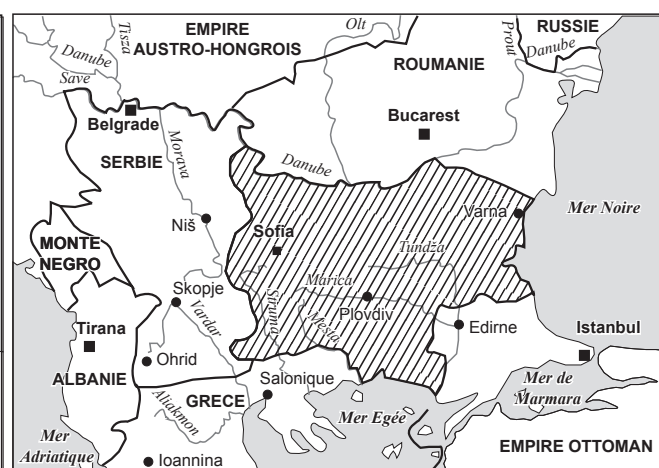 EMPIRE
AUSTRO-HONGROIS
Tisza
Danube
Save
Olt
ROUMANIE
Prout
RUSSIE
Danube
Belgrade
Bucarest
SERBIE
Morava
Danube
Niš
Sofia
Varna
Mer Noire
MONTE
NEGRO
Tundža
Skopje
Vardar
Struma
Marica
Mesta
Plovdiv
Edirne
Istanbul
Tirana
Ohrid
ALBANIE
Salonique
Mer de
Marmara
Aliakmon
GRECE
Mer Egée
Mer
Adriatique
Ioannina
EMPIRE OTTOMAN